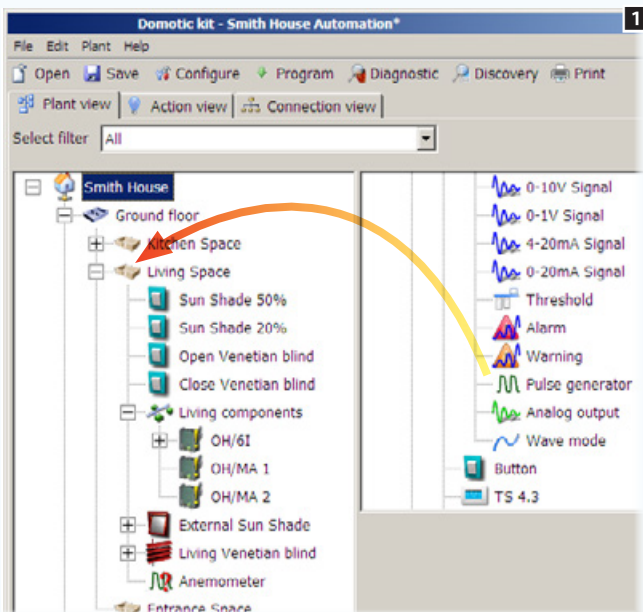 Domotic kit - Smith House Automation*
1
File Edit Plant Help
Open Save Configure Program Diagnostic Discovery Print
Plant view Action view Connection view
Select filter All
Smith House
Ground floor
Kitchen Space
Living Space
Sun Shade 50%
Sun Shade 20%
Open Venetian blind
Close Venetian blind
Living components
OH/6I
OH/MA 1
OH/MA 2
External Sun Shade
Living Venetian blind
Anemometer
Entrance Space
0-10V Signal
0-1V Signal
4-20mA Signal
0-20mA Signal
Threshold
Alarm
Warning
Pulse generator
Analog output
Wave mode
Button
TS 4.3